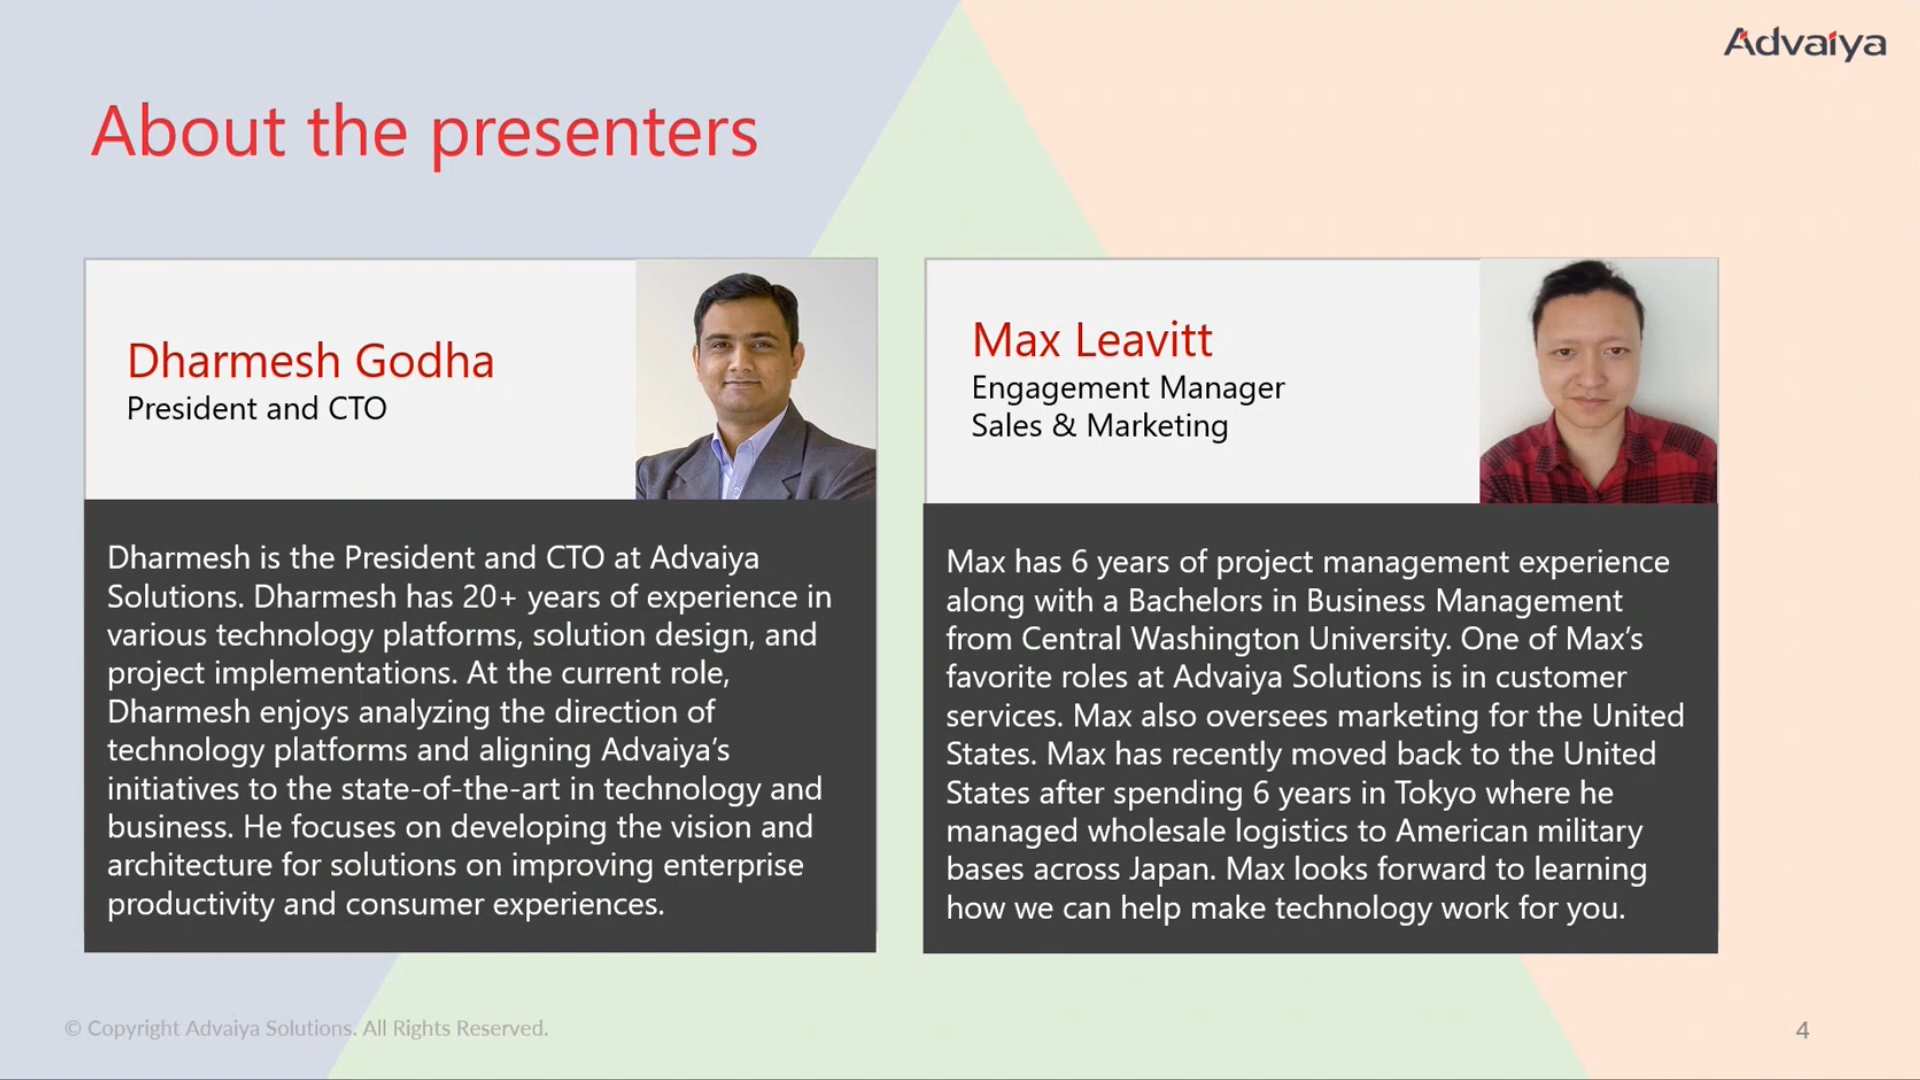 Advaiya
About the presenters
Dharmesh Godha
President and CTO
Dharmesh is the President and CTO at Advaiya
Solutions. Dharmesh has 20+ years of experience in
various technology platforms, solution design, and
project implementations. At the current role,
Dharmesh enjoys analyzing the direction of
technology platforms and aligning Advaiya’s
initiatives to the state-of-the-art in technology and
business. He focuses on developing the vision and
architecture for solutions on improving enterprise
productivity and consumer experiences.
Max Leavitt
Engagement Manager
Sales & Marketing
Max has 6 years of project management experience
along with a Bachelors in Business Management
from Central Washington University. One of Max’s
favorite roles at Advaiya Solutions is in customer
services. Max also oversees marketing for the United
States. Max has recently moved back to the United
States after spending 6 years in Tokyo where he
managed wholesale logistics to American military
bases across Japan. Max looks forward to learning
how we can help make technology work for you.
© Copyright Advaiya Solutions. All Rights Reserved.
4